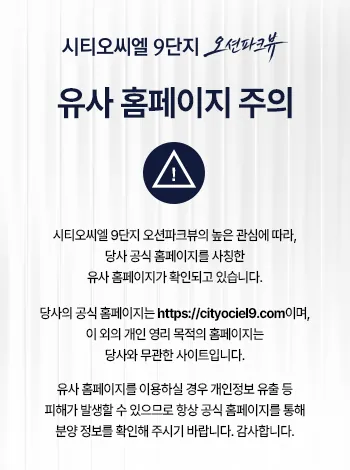 시티오씨엘 9단지 오션파크뷰
유사 홈페이지 주의
!
시티오씨엘 9단지 오션파크뷰의 높은 관심에 따라,
당사 공식 홈페이지를 사칭한
유사 홈페이지가 확인되고 있습니다.
당사의 공식 홈페이지는 https://cityociel9.com이며,
이 외의 개인 영리 목적의 홈페이지는
당사와 무관한 사이트입니다.
유사 홈페이지를 이용하실 경우 개인정보 유출 등
피해가 발생할 수 있으므로 항상 공식 홈페이지를 통해
분양 정보를 확인해 주시기 바랍니다. 감사합니다.